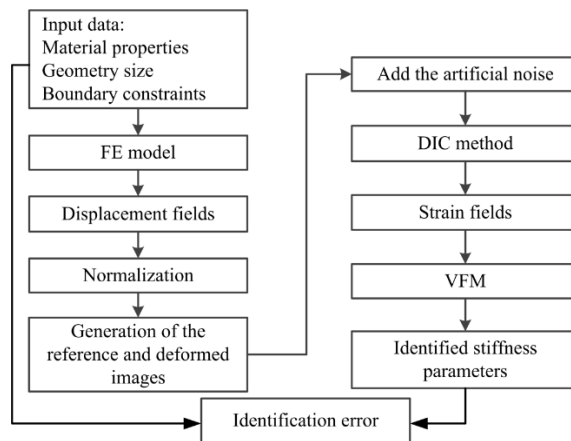 Input data:
Material properties
Geometry size
Boundary constraints
FE model
Displacement fields
Normalization
Generation of the
reference and deformed
images
Add the artificial noise
DIC method
Strain fields
VFM
Identified stiffness
parameters
Identification error